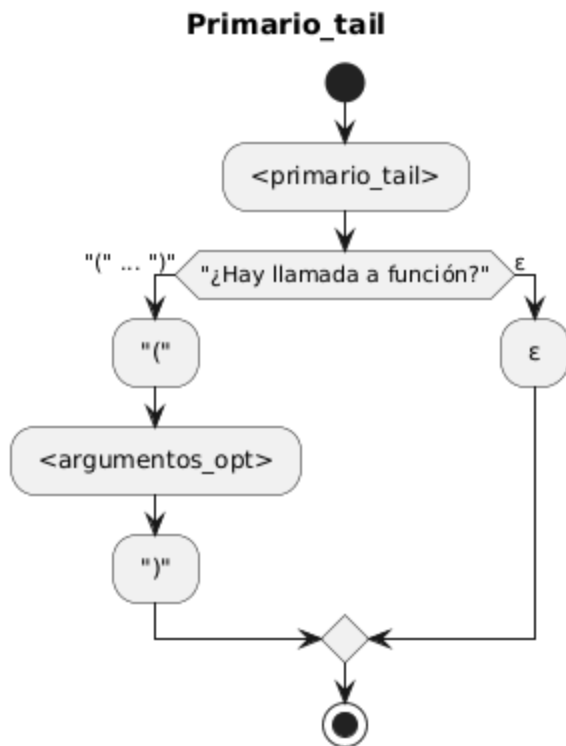 Primario_tail
<primario_tail>
"(" ... ")"
"¿Hay llamada a función?"
ε
"("
ε
<argumentos_opt>
")"